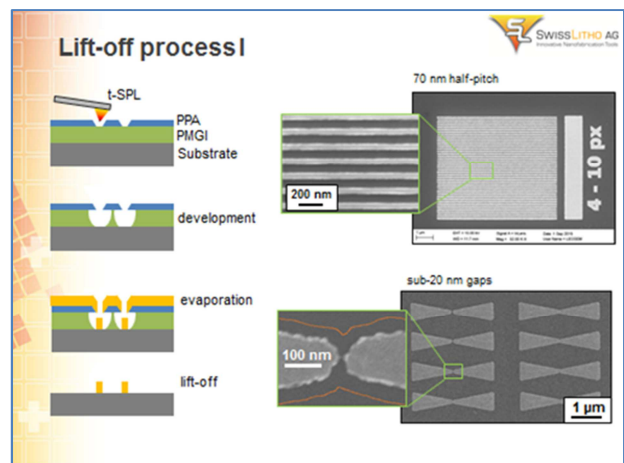 Lift-off process I
SWISSLITHO AG
Innovative Nanofabrication Tools
t-SPL
PPA
PMGI
Substrate
development
evaporation
lift-off
70 nm half-pitch
200 nm
4 - 10 px
sub-20 nm gaps
100 nm
1 µm